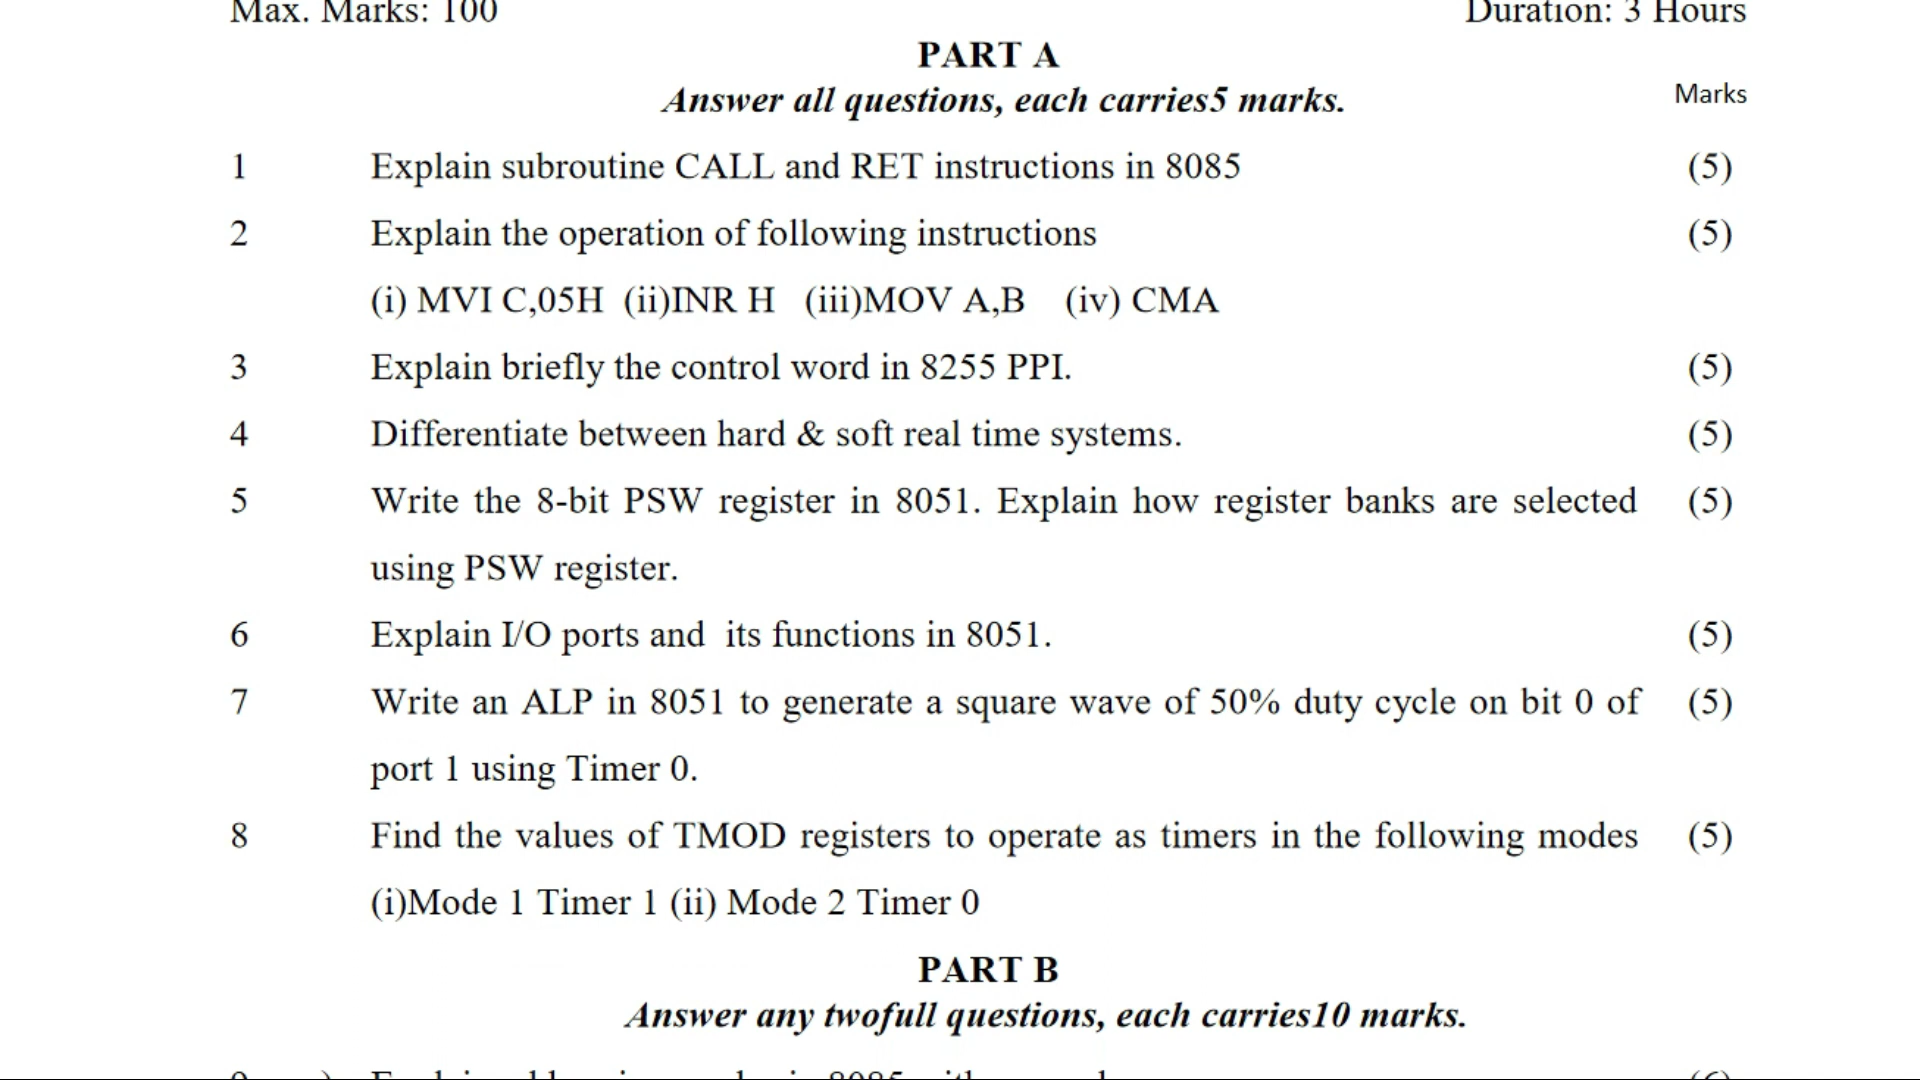 Max. Marks: 100 Duration: 3 Hours
PART A
Answer all questions, each carries5 marks. Marks
1 Explain subroutine CALL and RET instructions in 8085 (5)
2 Explain the operation of following instructions (5)
(i) MVI C,05H (ii)INR H (iii)MOV A,B (iv) CMA
3 Explain briefly the control word in 8255 PPI. (5)
4 Differentiate between hard & soft real time systems. (5)
5 Write the 8-bit PSW register in 8051. Explain how register banks are selected (5)
using PSW register.
6 Explain I/O ports and its functions in 8051. (5)
7 Write an ALP in 8051 to generate a square wave of 50% duty cycle on bit 0 of (5)
port 1 using Timer 0.
8 Find the values of TMOD registers to operate as timers in the following modes (5)
(i)Mode 1 Timer 1 (ii) Mode 2 Timer 0
PART B
Answer any twofull questions, each carries10 marks.